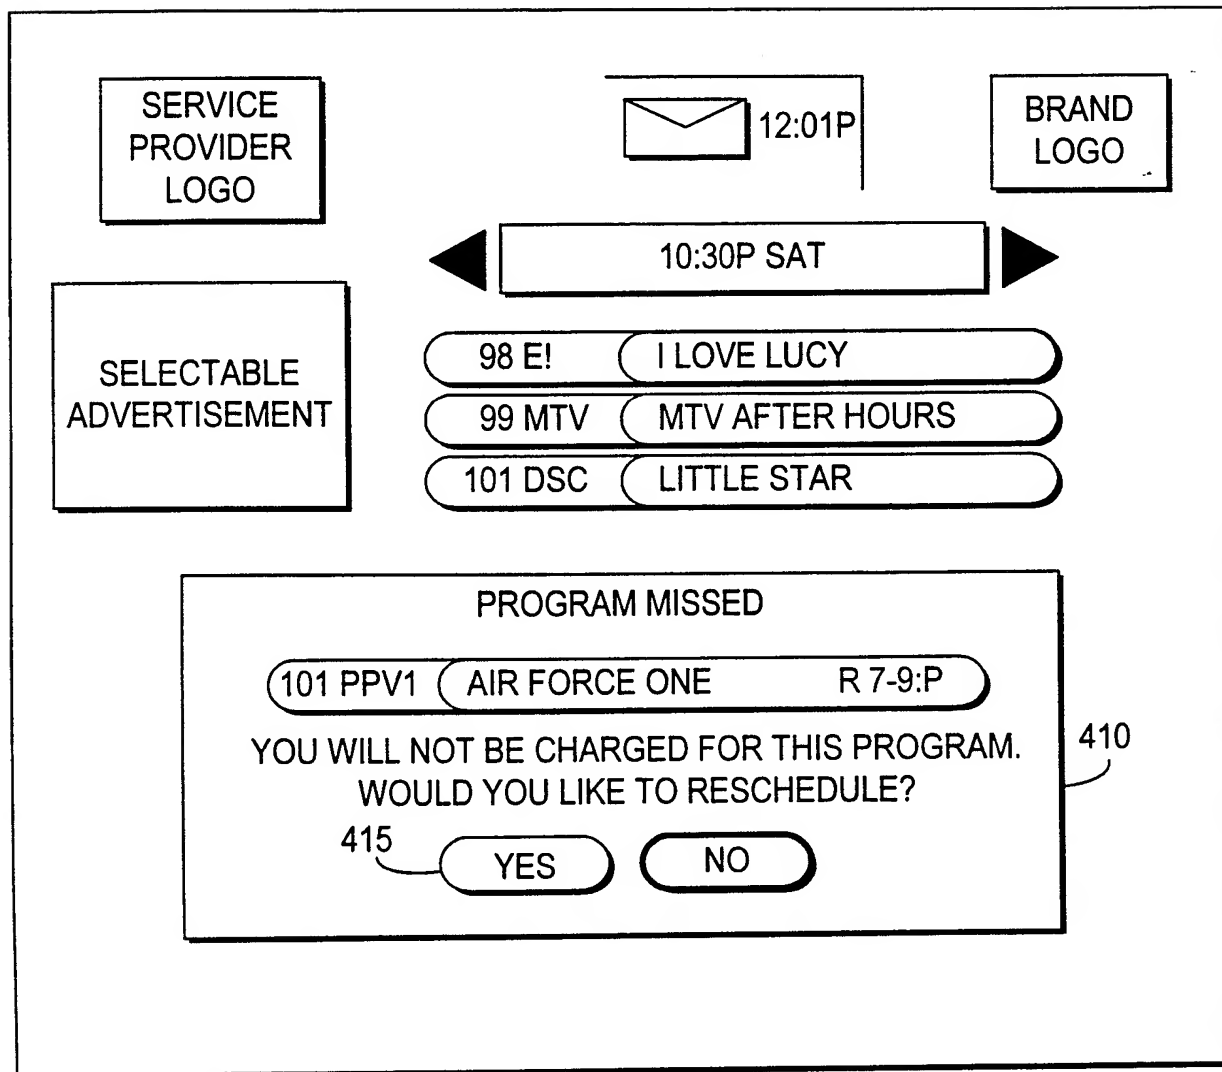 SERVICE
PROVIDER
LOGO
12:01P
BRAND
LOGO
10:30P SAT
SELECTABLE
ADVERTISEMENT
98 E! I LOVE LUCY
99 MTV MTV AFTER HOURS
101 DSC LITTLE STAR
PROGRAM MISSED
101 PPV1 AIR FORCE ONE R 7-9:P
YOU WILL NOT BE CHARGED FOR THIS PROGRAM.
WOULD YOU LIKE TO RESCHEDULE?
410
415
YES NO